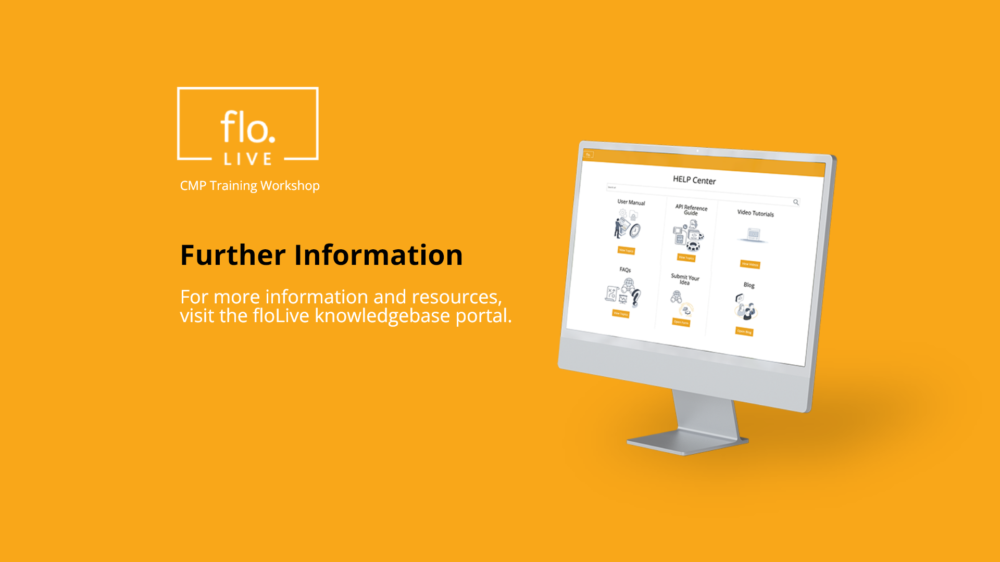 flo.
LIVE
CMP Training Workshop
Further Information
For more information and resources,
visit the floLive knowledgebase portal.
flo.
HELP Center
User Manual
API Reference
Guide
Video Tutorials
View Topics
View Topics
View Videos
FAQs
Submit Your
Idea
Blog
View Topics
Open Form
Open Blog